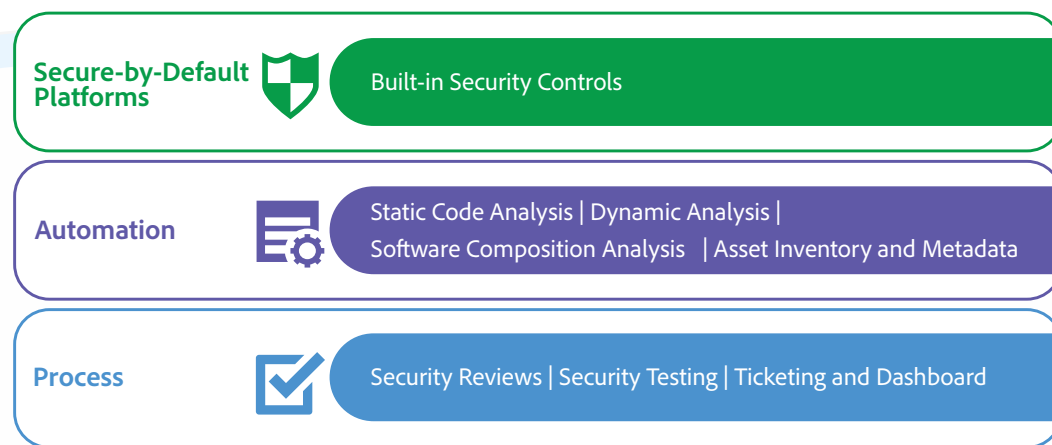 Secure-by-Default
Platforms
Built-in Security Controls
Automation
Static Code Analysis | Dynamic Analysis |
Software Composition Analysis | Asset Inventory and Metadata
Process
Security Reviews | Security Testing | Ticketing and Dashboard